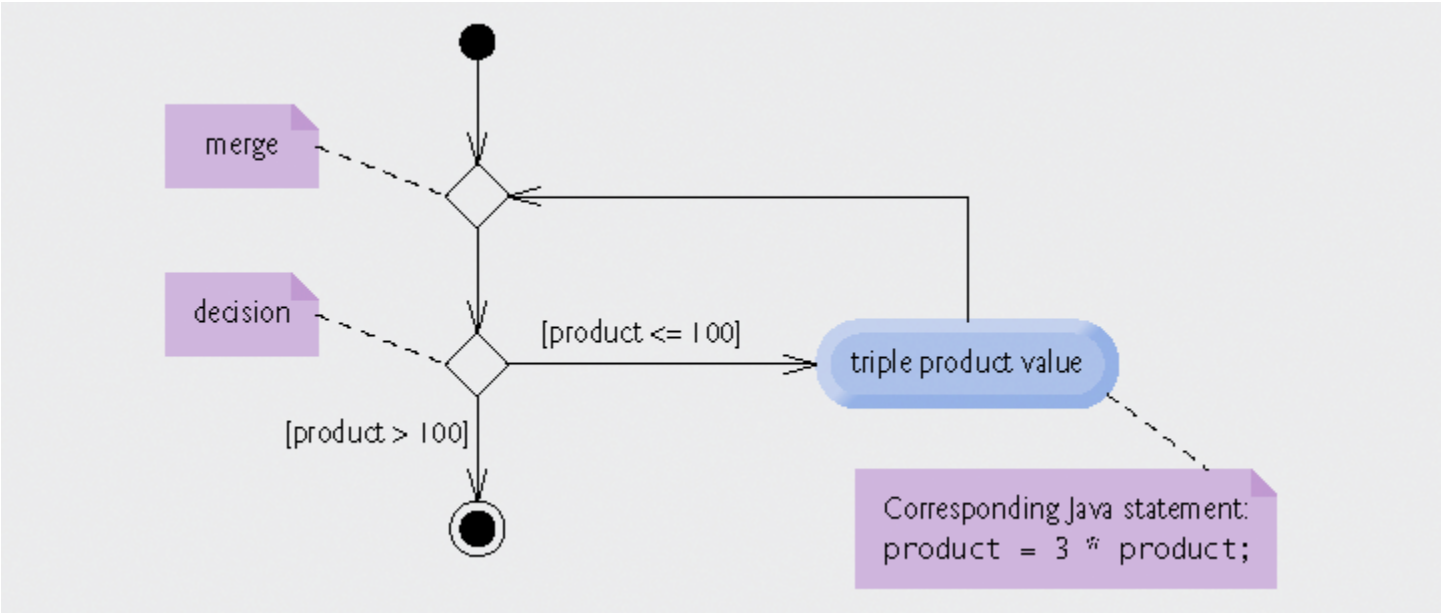 merge
decision
[product <= 100]
triple product value
[product > 100]
Corresponding Java statement:
product = 3 * product;